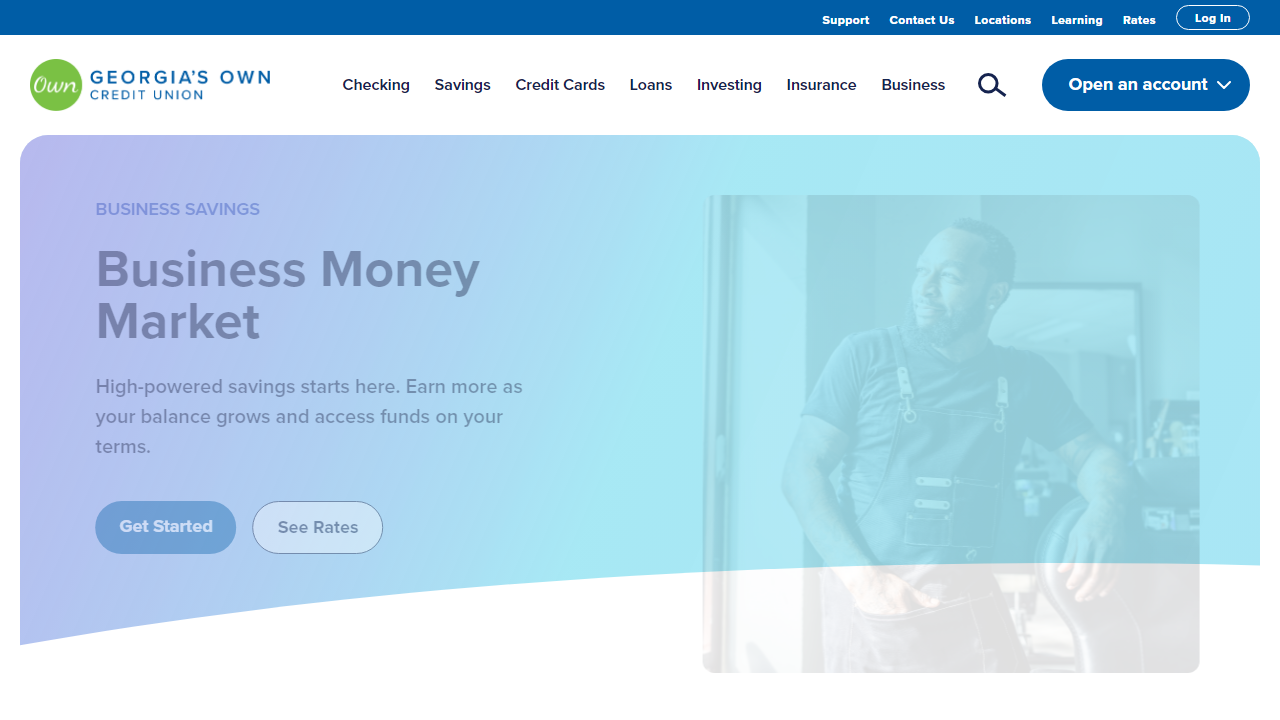 Support Contact Us Locations Learning Rates Log In
Own GEORGIA'S OWN
CREDIT UNION
Checking Savings Credit Cards Loans Investing Insurance Business Open an account
BUSINESS SAVINGS
Business Money
Market
High-powered savings starts here. Earn more as
your balance grows and access funds on your
terms.
Get Started See Rates